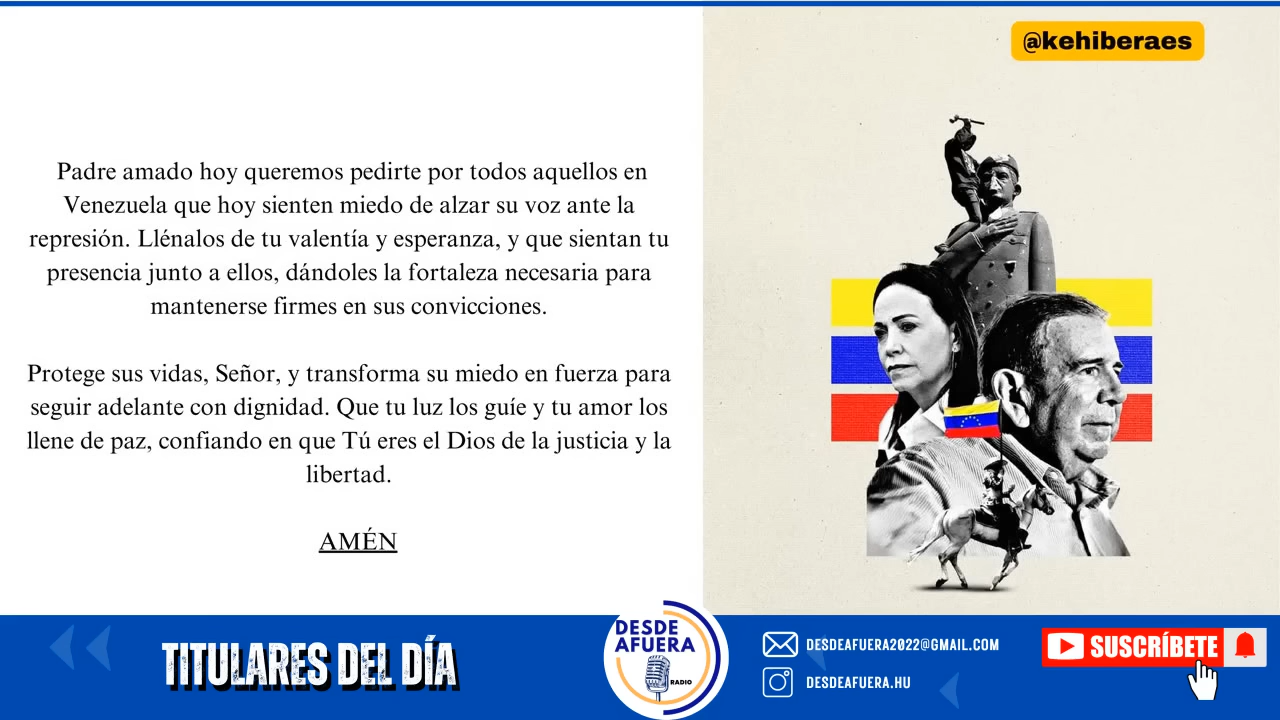 @kehiberaes
Padre amado hoy queremos pedirte por todos aquellos en
Venezuela que hoy sienten miedo de alzar su voz ante la
represión. Llénalos de tu valentía y esperanza, y que sientan tu
presencia junto a ellos, dándoles la fortaleza necesaria para
mantenerse firmes en sus convicciones.
Protege sus vidas, Señor, y transforma su miedo en fuerza para
seguir adelante con dignidad. Que tu luz los guíe y tu amor los
llene de paz, confiando en que Tú eres el Dios de la justicia y la
libertad.
AMÉN
TITULARES DEL DÍA
DESDE
AFUERA
RADIO
DESDEAFUERA2022@GMAIL.COM
DESDEAFUERA.HU
SUSCRÍBETE